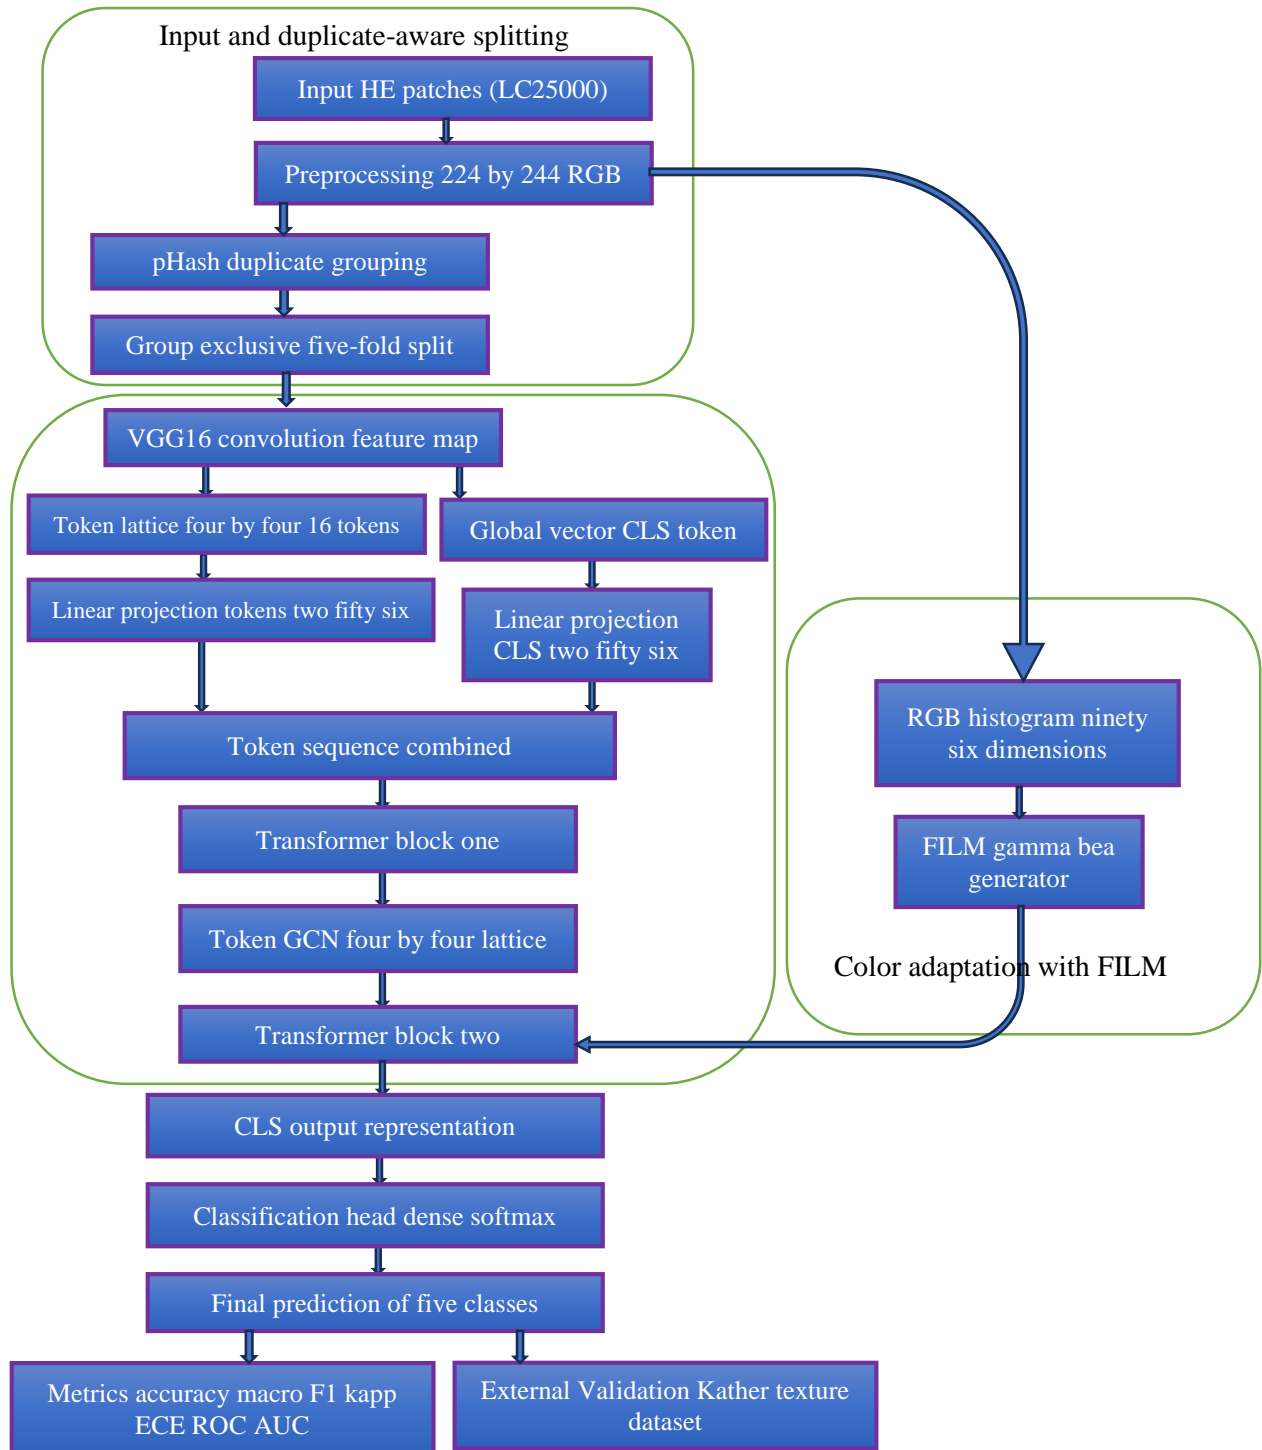 Input and duplicate-aware splitting
Input HE patches (LC25000)
Preprocessing 224 by 244 RGB
pHash duplicate grouping
Group exclusive five-fold split
VGG16 convolution feature map
Token lattice four by four 16 tokens
Global vector CLS token
Linear projection tokens two fifty six
Linear projection
CLS two fifty six
Token sequence combined
Transformer block one
Token GCN four by four lattice
Transformer block two
RGB histogram ninety
six dimensions
FILM gamma bea
generator
Color adaptation with FILM
CLS output representation
Classification head dense softmax
Final prediction of five classes
Metrics accuracy macro F1 kapp
ECE ROC AUC
External Validation Kather texture
dataset